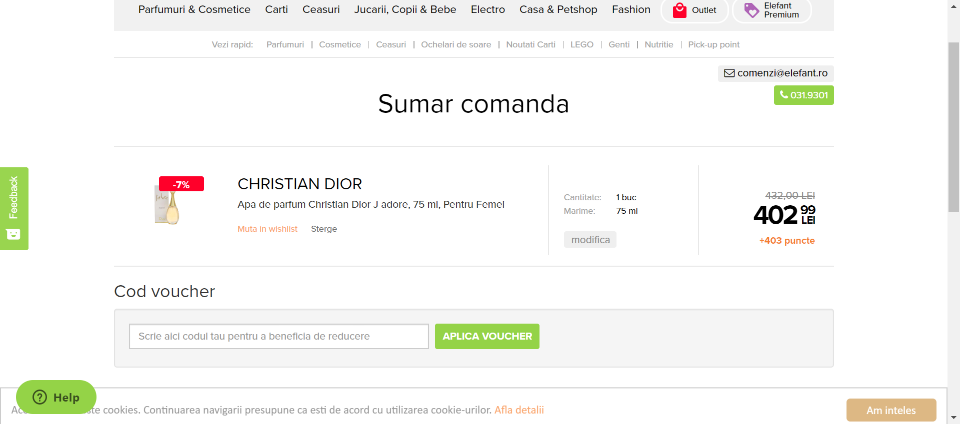 Parfumuri & Cosmetice Carti Ceasuri Jucarii, Copii & Bebe Electro Casa & Petshop Fashion Outlet Elefant Premium
Vezi rapid: Parfumuri | Cosmetice | Ceasuri | Ochelari de soare | Noutati Carti | LEGO | Genti | Nutritie | Pick-up point
comenzi@elefant.ro
031.9301
Sumar comanda
Feedback
-7%
CHRISTIAN DIOR
Apa de parfum Christian Dior J adore, 75 ml, Pentru Femei
Muta in wishlist Sterge
Cantitate: 1 buc
Marime: 75 ml
modifica
432,00 LEI
402 99 LEI
+403 puncte
Cod voucher
Scrie aici codul tau pentru a beneficia de reducere
APLICA VOUCHER
Help
cookies. Continuarea navigarii presupune ca esti de acord cu utilizarea cookie-urilor. Afla detalii
Am inteles